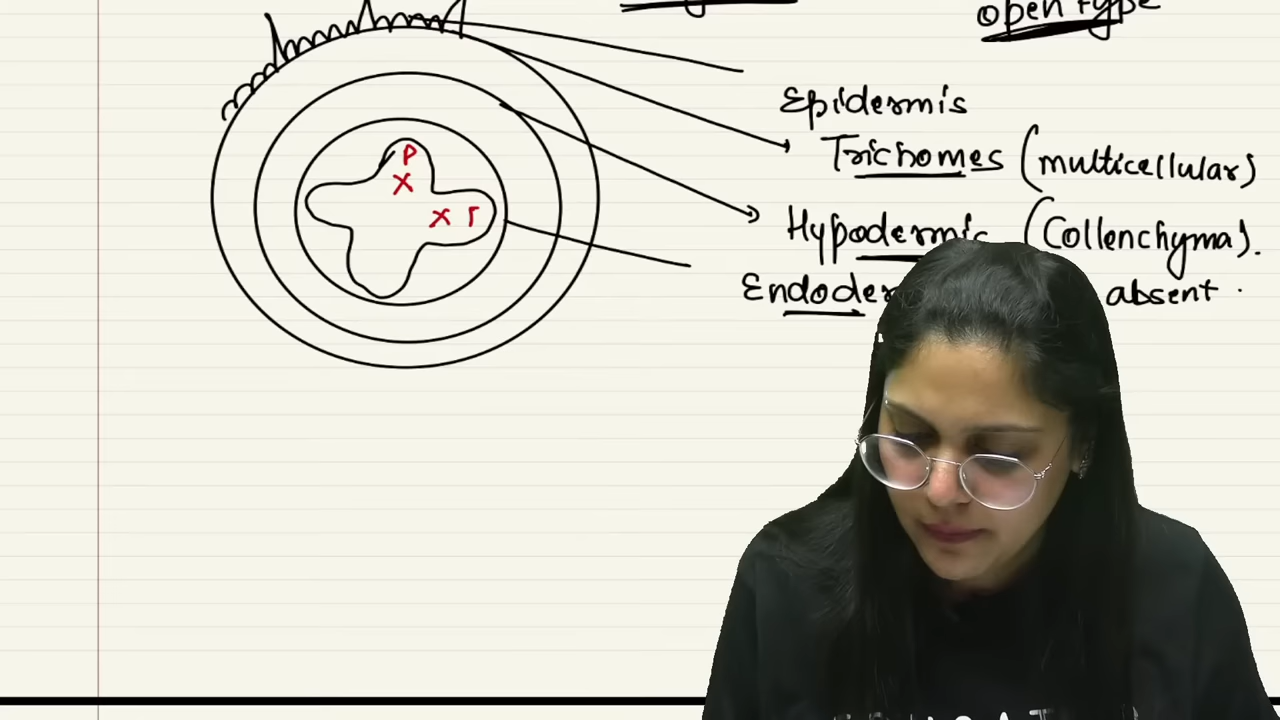 open type
P
X
X r
Epidermis
Trichomes (multicellular)
Hypodermis (Collenchyma).
absent.